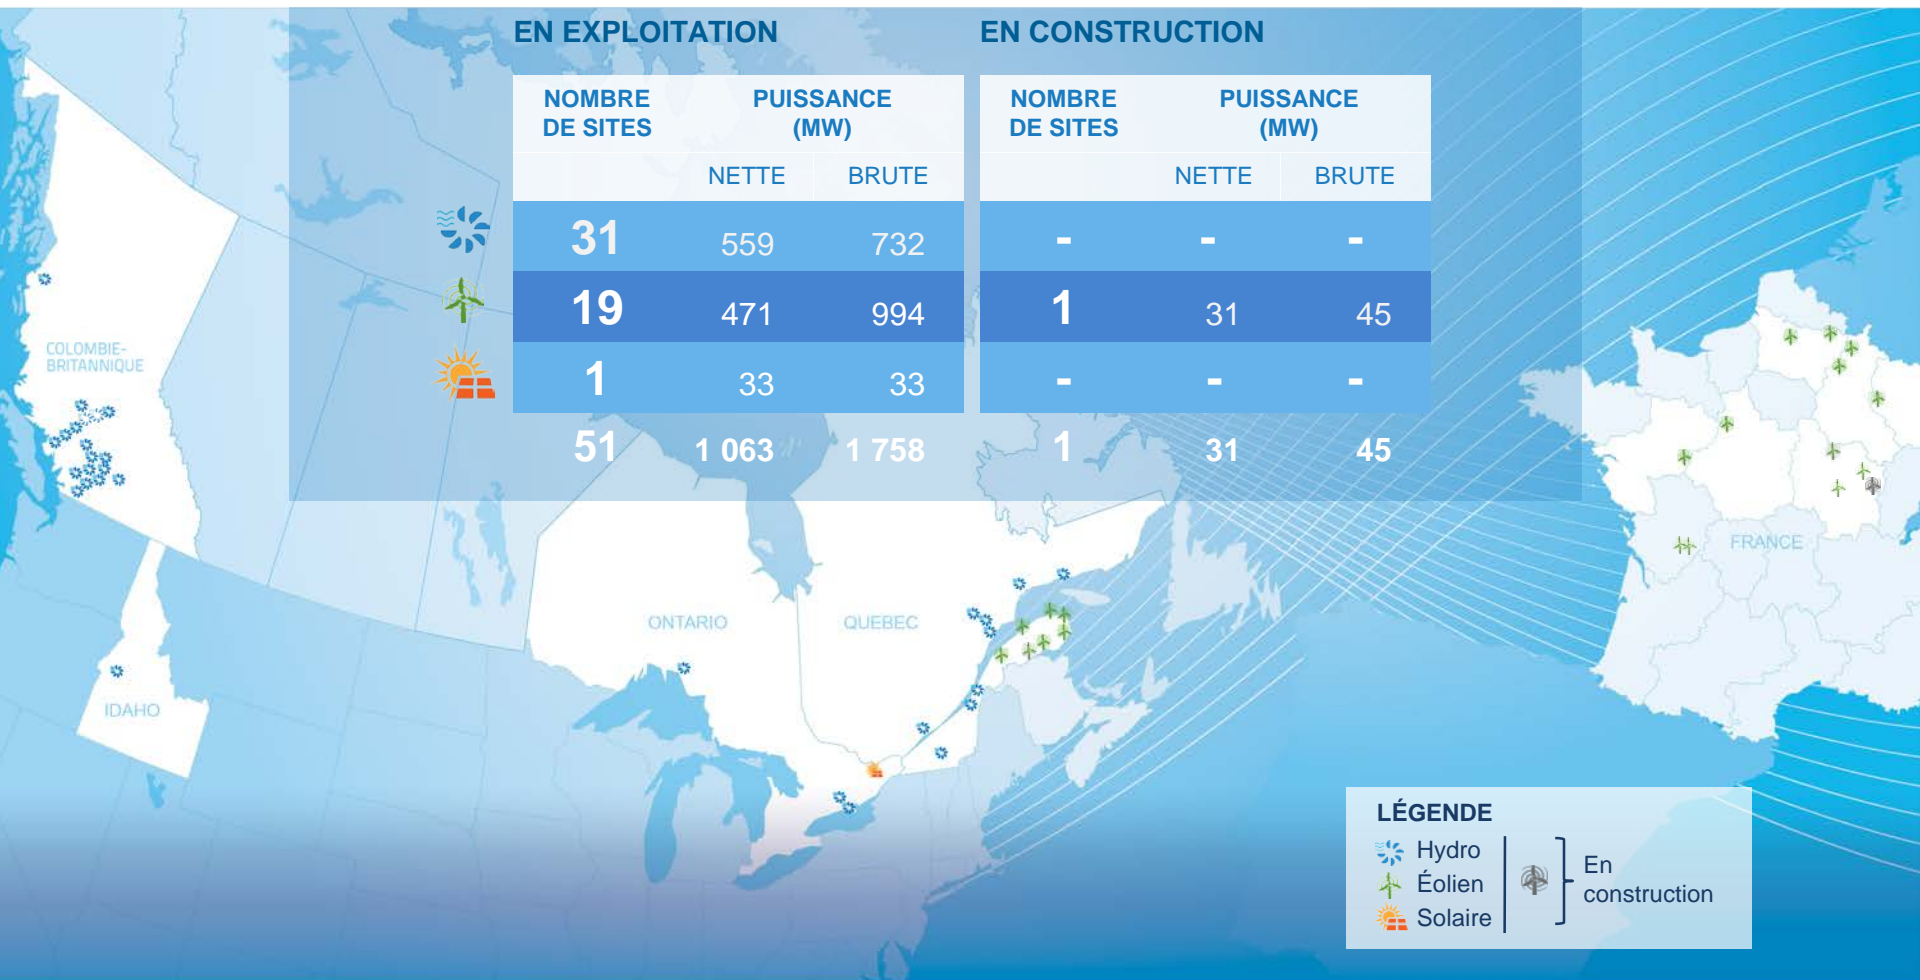 EN EXPLOITATION EN CONSTRUCTION
NOMBRE DE SITES PUISSANCE (MW) NOMBRE DE SITES PUISSANCE (MW)
NETTE BRUTE NETTE BRUTE
31 559 732 - - -
19 471 994 1 31 45
1 33 33 - - -
51 1 063 1 758 1 31 45
COLOMBIE-
BRITANNIQUE
FRANCE
ONTARIO
QUEBEC
IDAHO
LÉGENDE
Hydro
Éolien
Solaire
En
construction